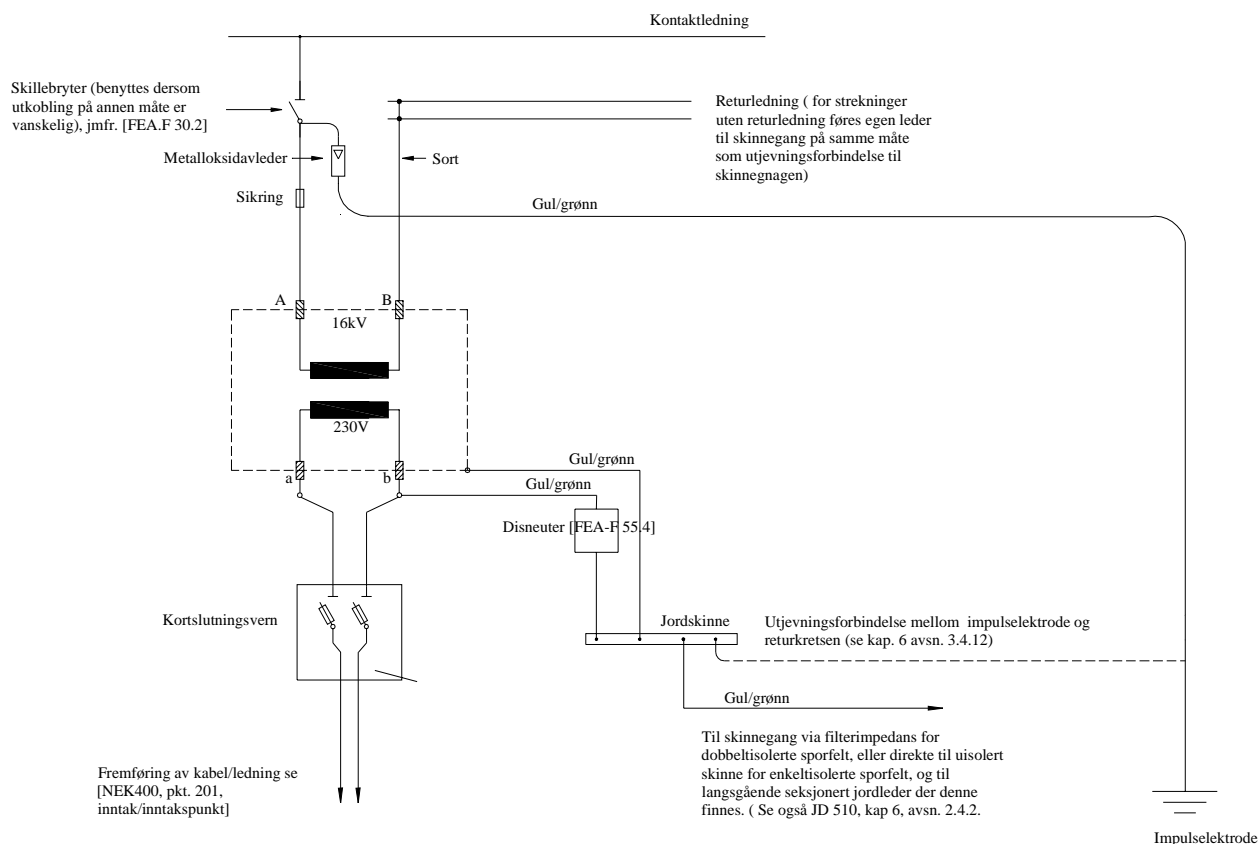 Kontaktledning
Skillebryter (benyttes dersom
utkobling på annen måte er
vanskelig), jmfr. [FEA.F 30.2]
Returledning ( for strekninger
uten returledning føres egen leder
til skinnegang på samme måte
som utjevningsforbindelse til
skinnegnagen)
Metalloksidavleder
Sort
Sikring
Gul/grønn
A
B
16kV
230V
a
b
Gul/grønn
Gul/grønn
Disneuter [FEA-F 55.4]
Kortslutningsvern
Jordskinne
Utjevningsforbindelse mellom impulselektrode og
returkretsen (se kap. 6 avsn. 3.4.12)
Gul/grønn
Til skinnegang via filterimpedans for
dobbeltisolerte sporfelt, eller direkte til uisolert
skinne for enkeltisolerte sporfelt, og til
langsgående seksjonert jordleder der denne
finnes. ( Se også JD 510, kap 6, avsn. 2.4.2.
Fremføring av kabel/ledning se
[NEK400, pkt. 201,
inntak/inntakspunkt]
Impulselektrode